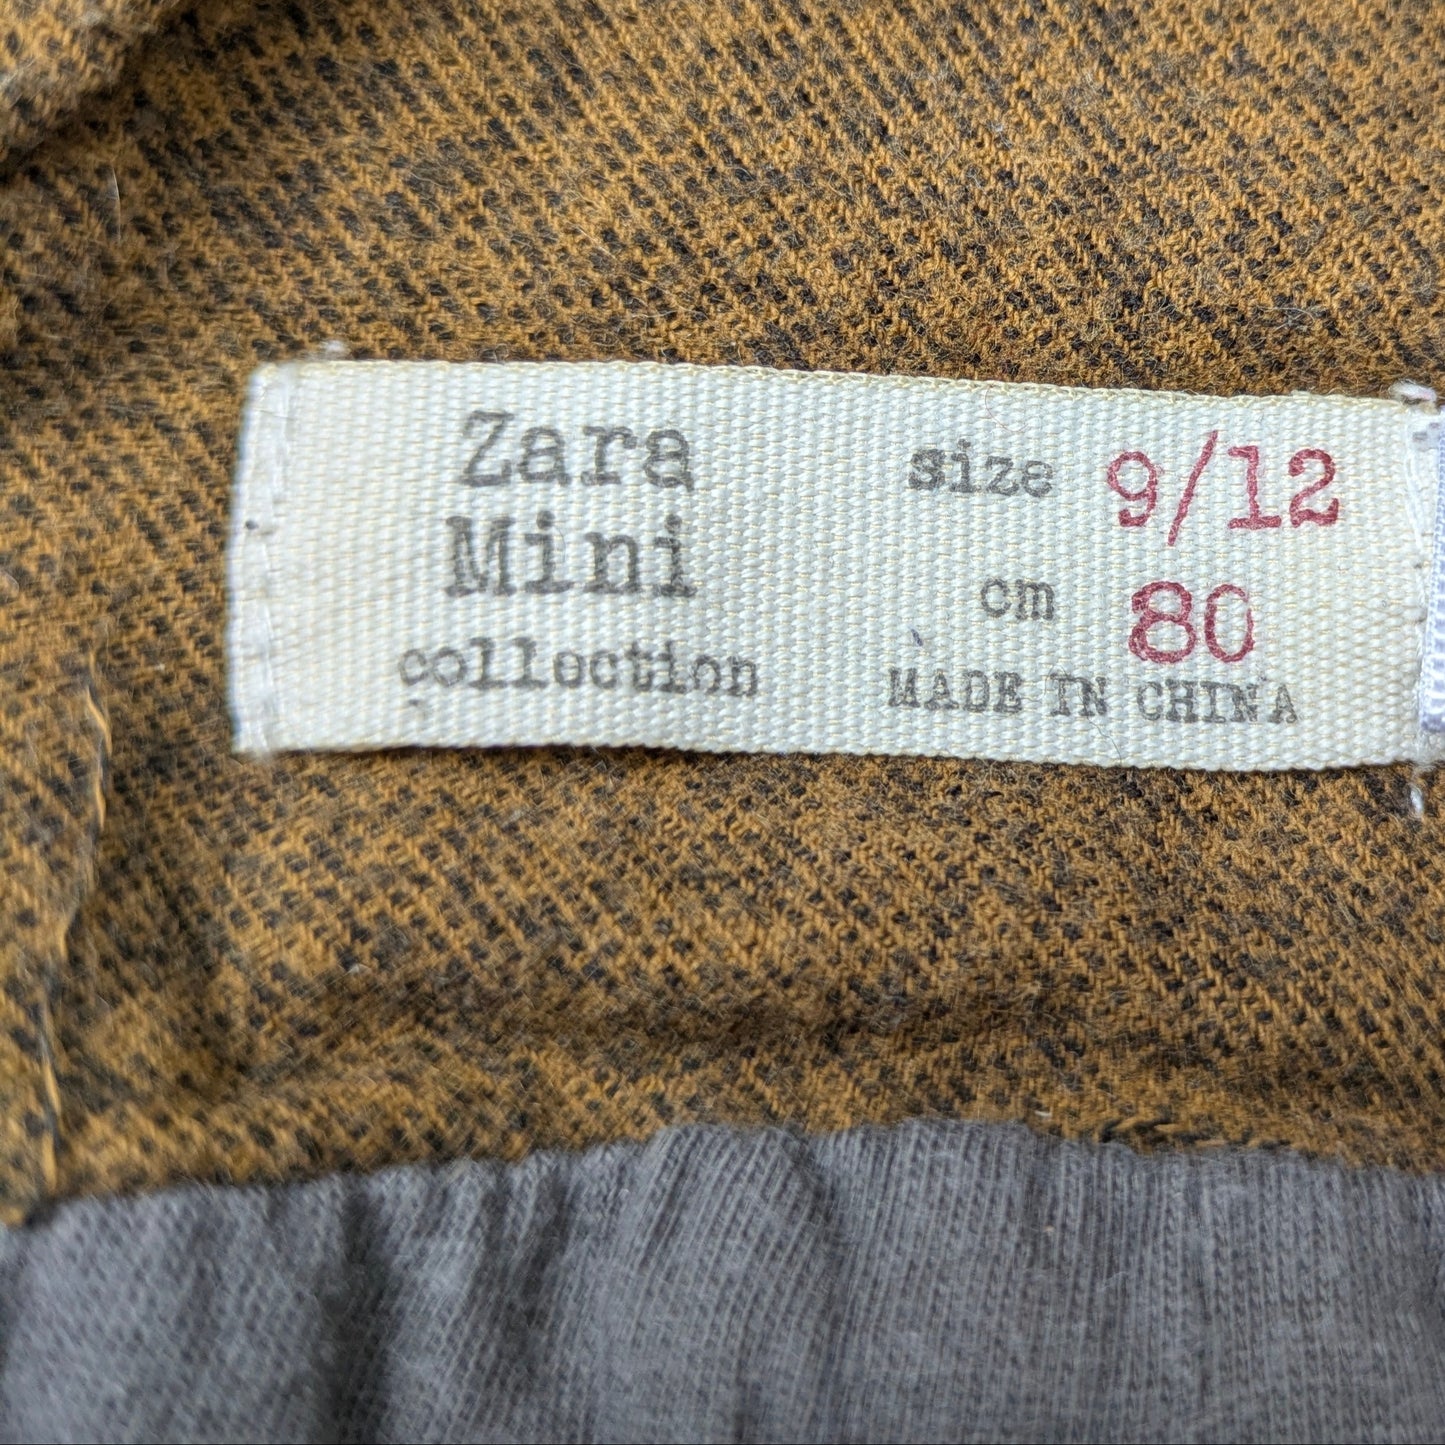 Zara
Mini
collection
size 9/12
cm 80
MADE IN CHINA